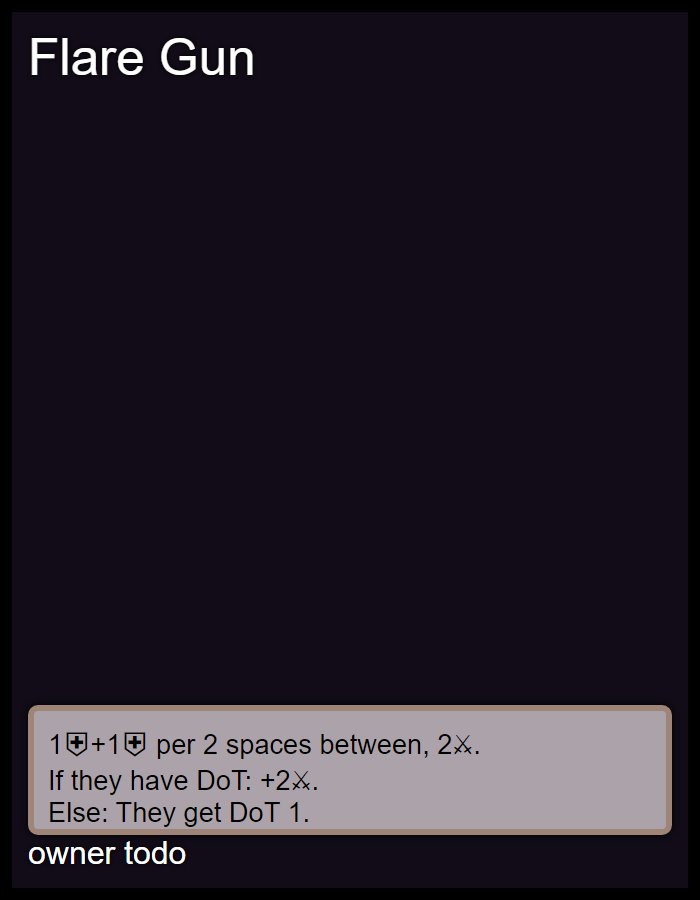 Flare Gun
1⛨+1⛨ per 2 spaces between, 2⚔.
If they have DoT: +2⚔.
Else: They get DoT 1.
owner todo